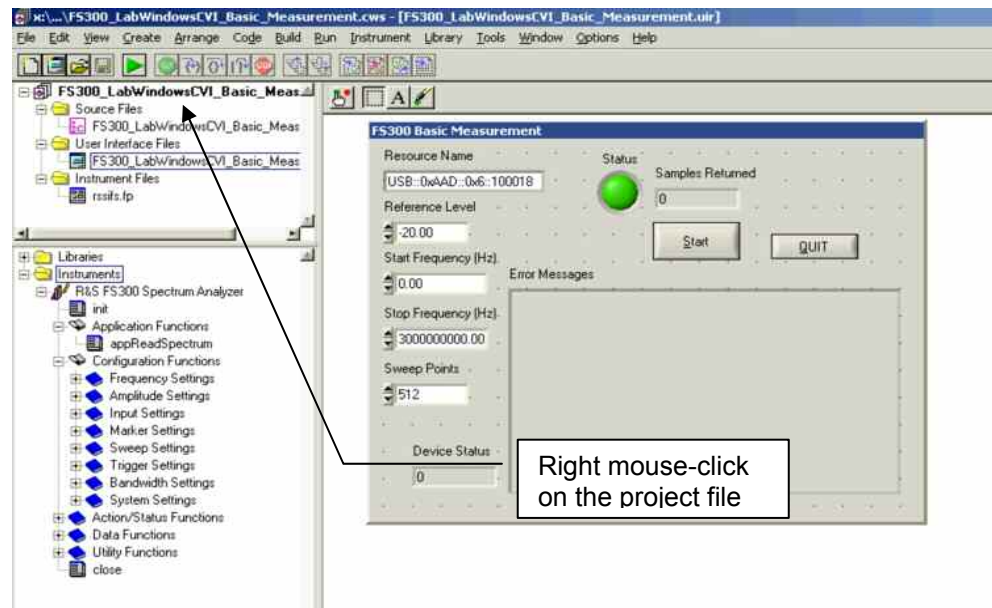 x:\...\FS300_LabWindowsCVI_Basic_Measurement.cws - [FS300_LabWindowsCVI_Basic_Measurement.uir]
File Edit View Create Arrange Code Build Run Instrument Library Tools Window Options Help
FS300_LabWindowsCVI_Basic_Meas
Source Files
FS300_LabWindowsCVI_Basic_Meas
User Interface Files
FS300_LabWindowsCVI_Basic_Meas
Instrument Files
rssifs.fp
Libraries
Instruments
R&S FS300 Spectrum Analyzer
init
Application Functions
appReadSpectrum
Configuration Functions
Frequency Settings
Amplitude Settings
Input Settings
Marker Settings
Sweep Settings
Trigger Settings
Bandwidth Settings
System Settings
Action/Status Functions
Data Functions
Utility Functions
close
A
FS300 Basic Measurement
Resource Name
USB::0xAAD::0x6::100018
Status
Samples Returned
0
Reference Level
-20.00
Start
QUIT
Start Frequency (Hz)
0.00
Error Messages
Stop Frequency (Hz)
3000000000.00
Sweep Points
512
Device Status
0
Right mouse-click
on the project file